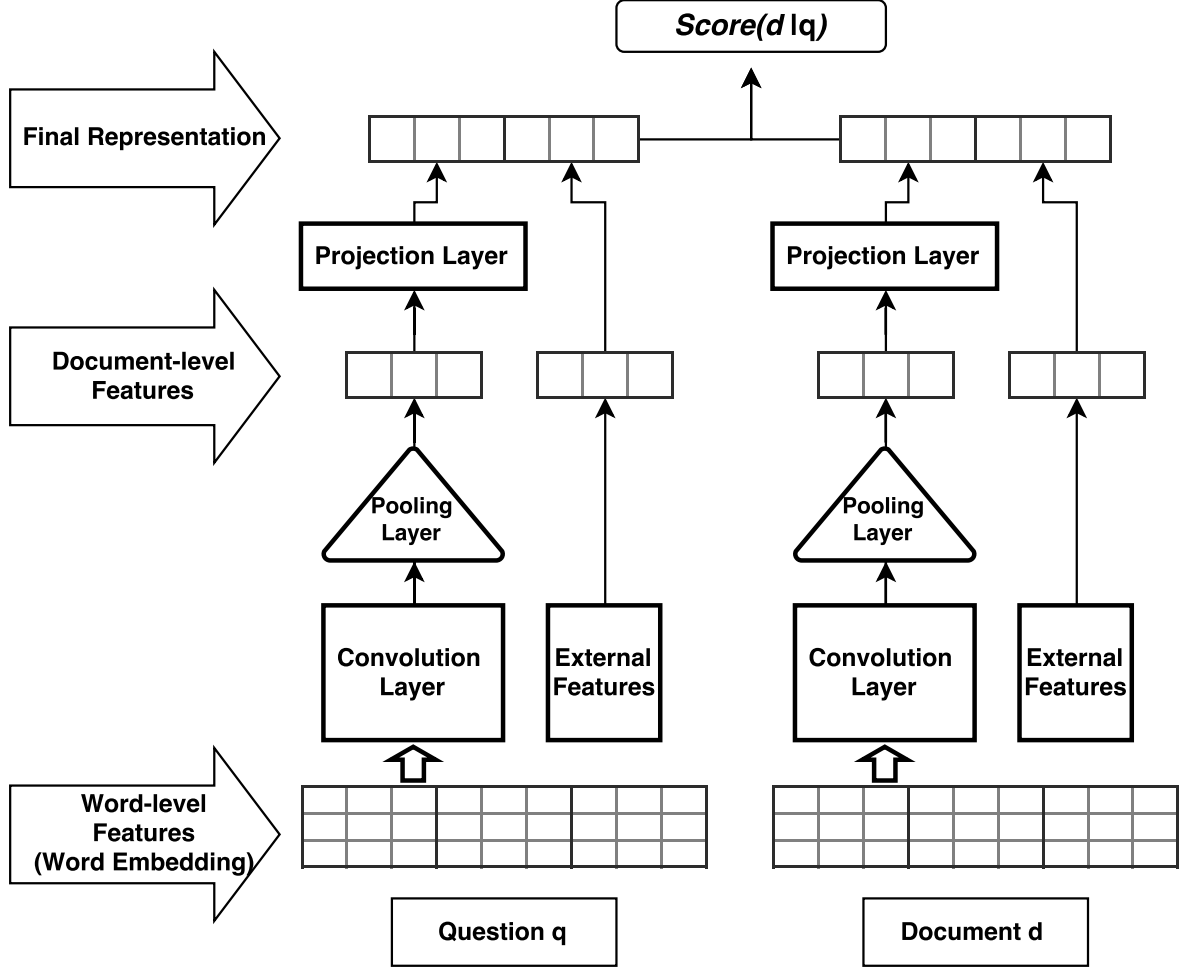 Score(d |q)
Final Representation
Projection Layer
Projection Layer
Document-level
Features
Pooling
Layer
Pooling
Layer
Convolution
Layer
External
Features
Convolution
Layer
External
Features
Word-level
Features
(Word Embedding)
Question q
Document d